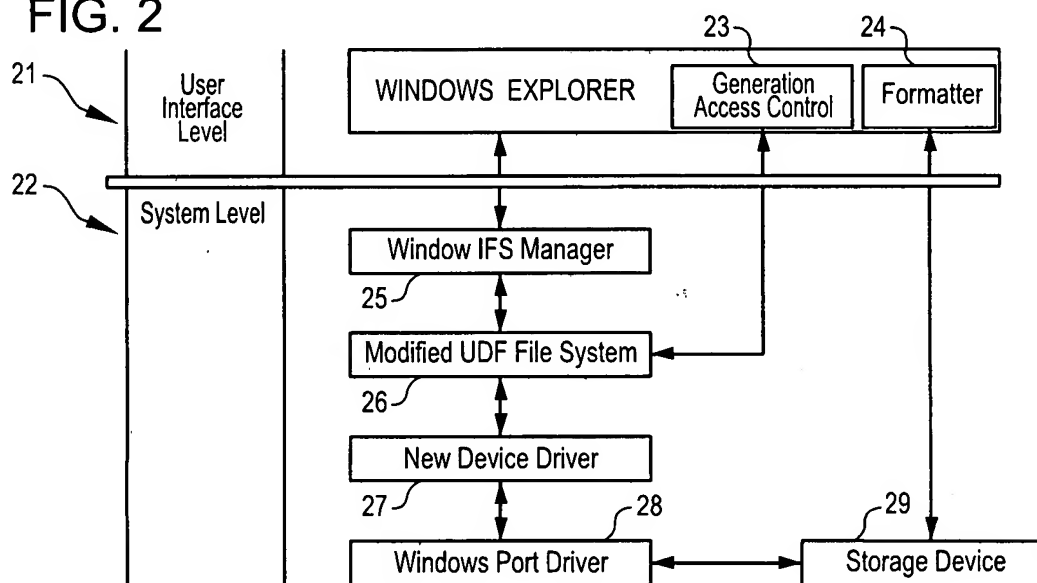 FIG. 2
23
24
21
User
Interface
Level
WINDOWS EXPLORER
Generation
Access Control
Formatter
22
System Level
Window IFS Manager
25
Modified UDF File System
26
New Device Driver
27
28
29
Windows Port Driver
Storage Device